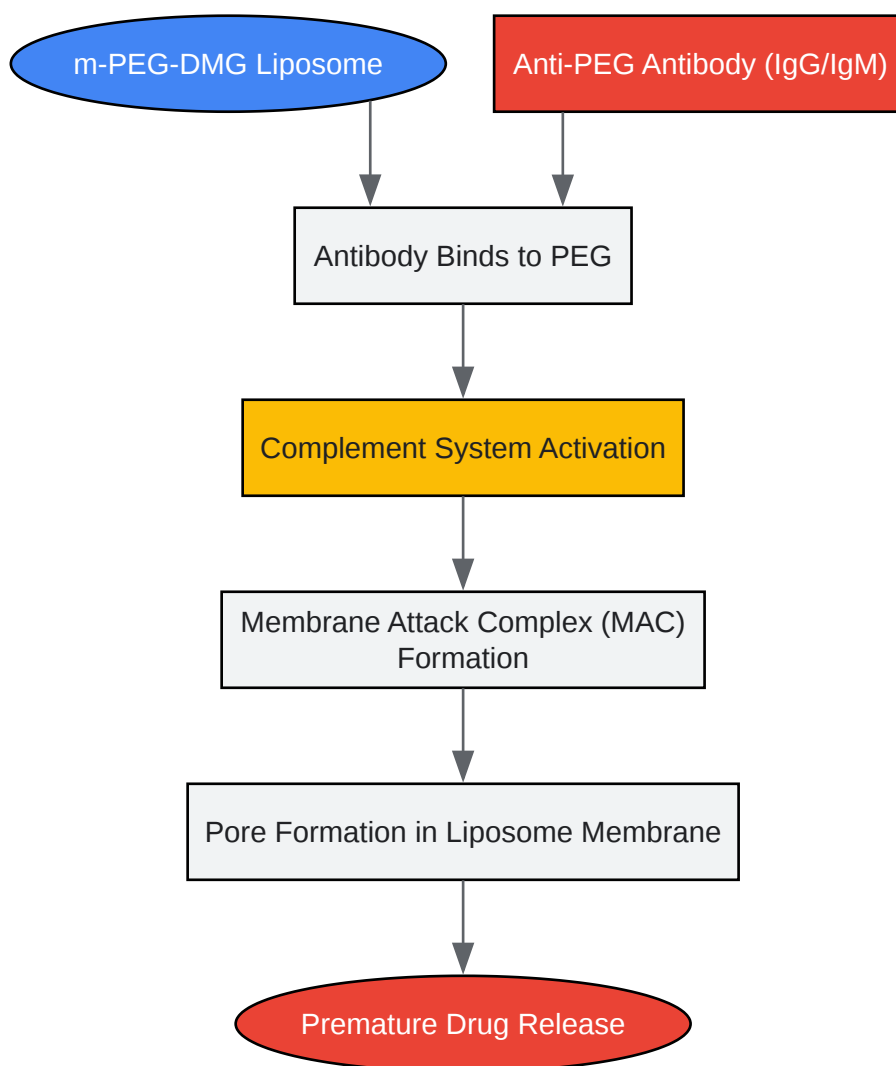 m-PEG-DMG Liposome
Anti-PEG Antibody (IgG/IgM)
Antibody Binds to PEG
Complement System Activation
Membrane Attack Complex (MAC)
Formation
Pore Formation in Liposome Membrane
Premature Drug Release